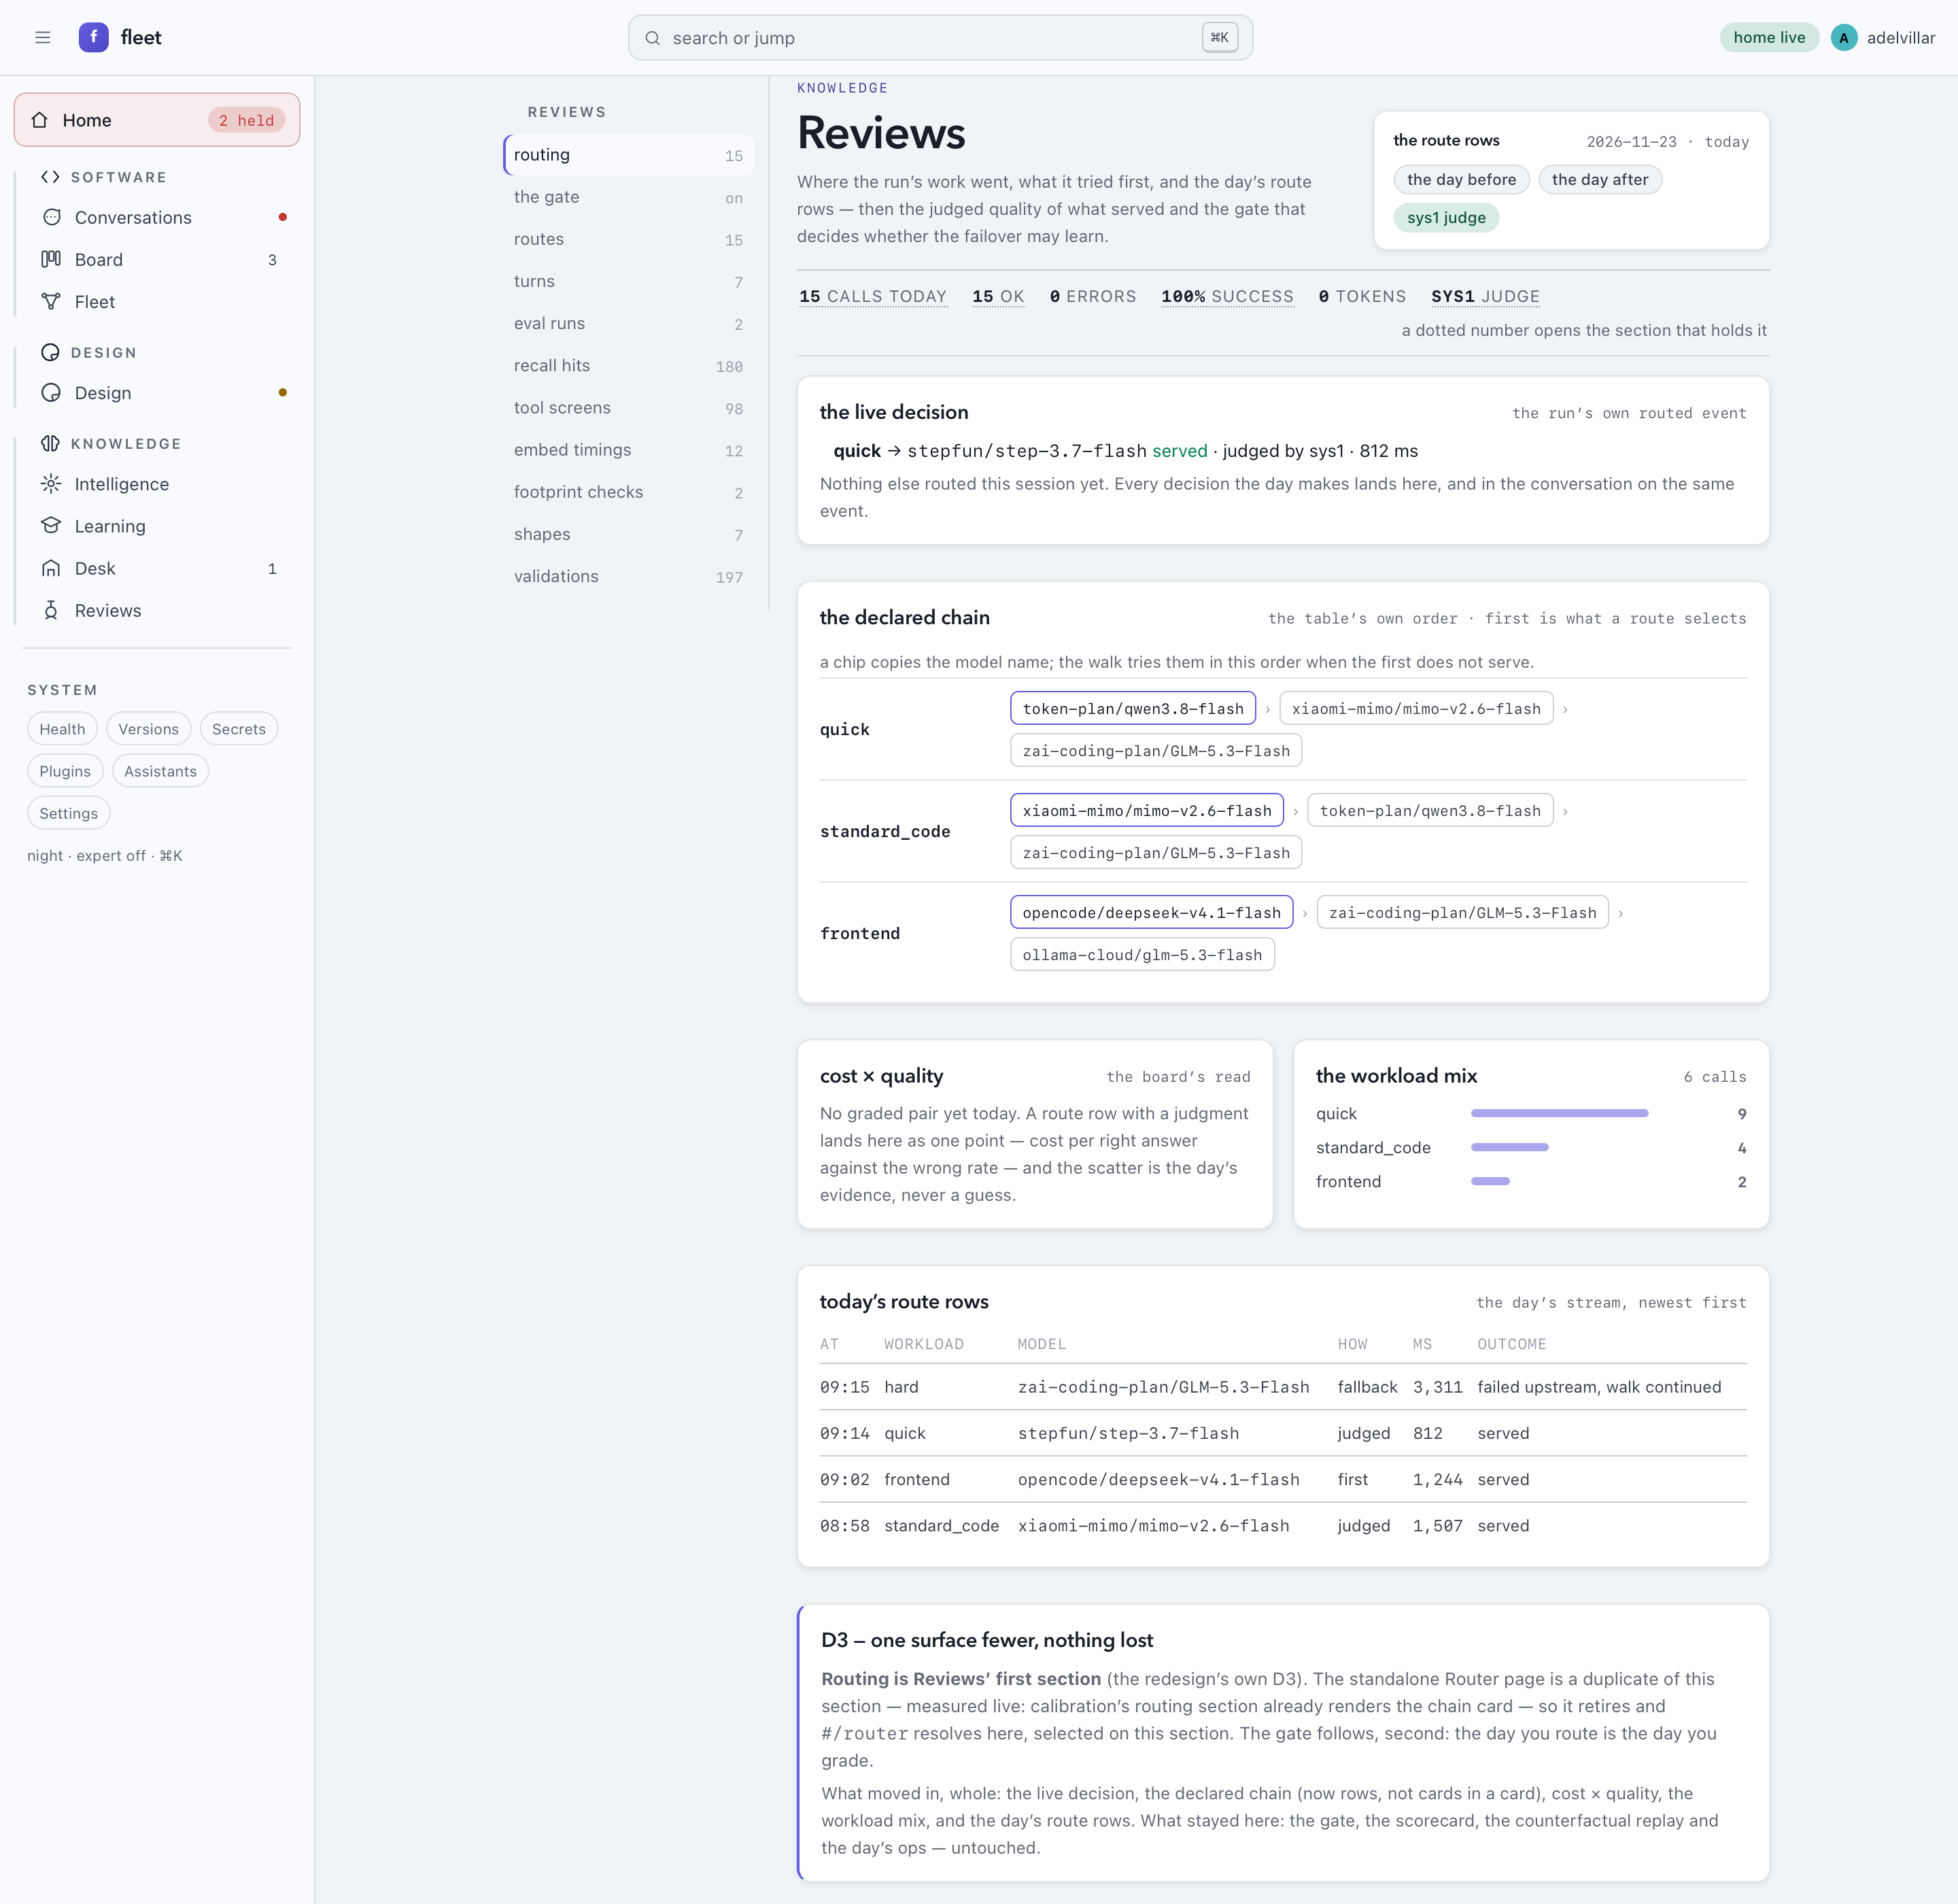 f fleet
search or jump ⌘K
home live A adelvillar
Home 2 held
SOFTWARE
Conversations
Board 3
Fleet
DESIGN
Design
KNOWLEDGE
Intelligence
Learning
Desk 1
Reviews
SYSTEM
Health Versions Secrets
Plugins Assistants
Settings
night · expert off · ⌘K
REVIEWS
routing 15
the gate on
routes 15
turns 7
eval runs 2
recall hits 180
tool screens 98
embed timings 12
footprint checks 2
shapes 7
validations 197
KNOWLEDGE
Reviews
Where the run’s work went, what it tried first, and the day’s route
rows — then the judged quality of what served and the gate that
decides whether the failover may learn.
the route rows 2026-11-23 · today
the day before the day after
sys1 judge
15 CALLS TODAY 15 OK 0 ERRORS 100% SUCCESS 0 TOKENS SYS1 JUDGE
a dotted number opens the section that holds it
the live decision the run’s own routed event
quick → stepfun/step-3.7-flash served · judged by sys1 · 812 ms
Nothing else routed this session yet. Every decision the day makes lands here, and in the conversation on the same
event.
the declared chain the table’s own order · first is what a route selects
a chip copies the model name; the walk tries them in this order when the first does not serve.
quick token-plan/qwen3.8-flash › xiaomi-mimo/mimo-v2.6-flash ›
zai-coding-plan/GLM-5.3-Flash
standard_code xiaomi-mimo/mimo-v2.6-flash › token-plan/qwen3.8-flash ›
zai-coding-plan/GLM-5.3-Flash
frontend opencode/deepseek-v4.1-flash › zai-coding-plan/GLM-5.3-Flash ›
ollama-cloud/glm-5.3-flash
cost × quality the board’s read
No graded pair yet today. A route row with a judgment
lands here as one point — cost per right answer
against the wrong rate — and the scatter is the day’s
evidence, never a guess.
the workload mix 6 calls
quick 9
standard_code 4
frontend 2
today’s route rows the day’s stream, newest first
AT WORKLOAD MODEL HOW MS OUTCOME
09:15 hard zai-coding-plan/GLM-5.3-Flash fallback 3,311 failed upstream, walk continued
09:14 quick stepfun/step-3.7-flash judged 812 served
09:02 frontend opencode/deepseek-v4.1-flash first 1,244 served
08:58 standard_code xiaomi-mimo/mimo-v2.6-flash judged 1,507 served
D3 — one surface fewer, nothing lost
Routing is Reviews’ first section (the redesign’s own D3). The standalone Router page is a duplicate of this
section — measured live: calibration’s routing section already renders the chain card — so it retires and
#/router resolves here, selected on this section. The gate follows, second: the day you route is the day you
grade.
What moved in, whole: the live decision, the declared chain (now rows, not cards in a card), cost × quality, the
workload mix, and the day’s route rows. What stayed here: the gate, the scorecard, the counterfactual replay and
the day’s ops — untouched.